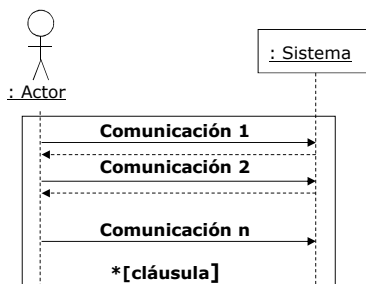 : Sistema
: Actor
Comunicación 1
Comunicación 2
Comunicación n
*[cláusula]